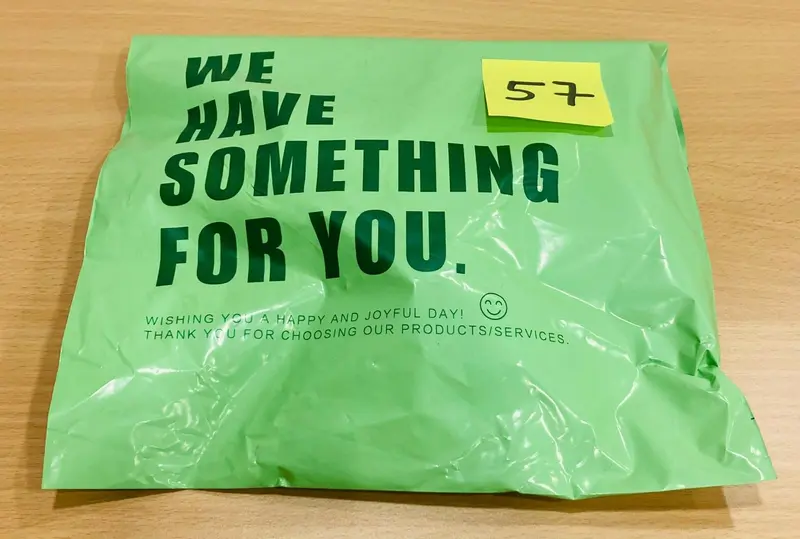 WE
HAVE
SOMETHING
FOR YOU.
57
WISHING YOU A HAPPY AND JOYFUL DAY!
THANK YOU FOR CHOOSING OUR PRODUCTS/SERVICES.